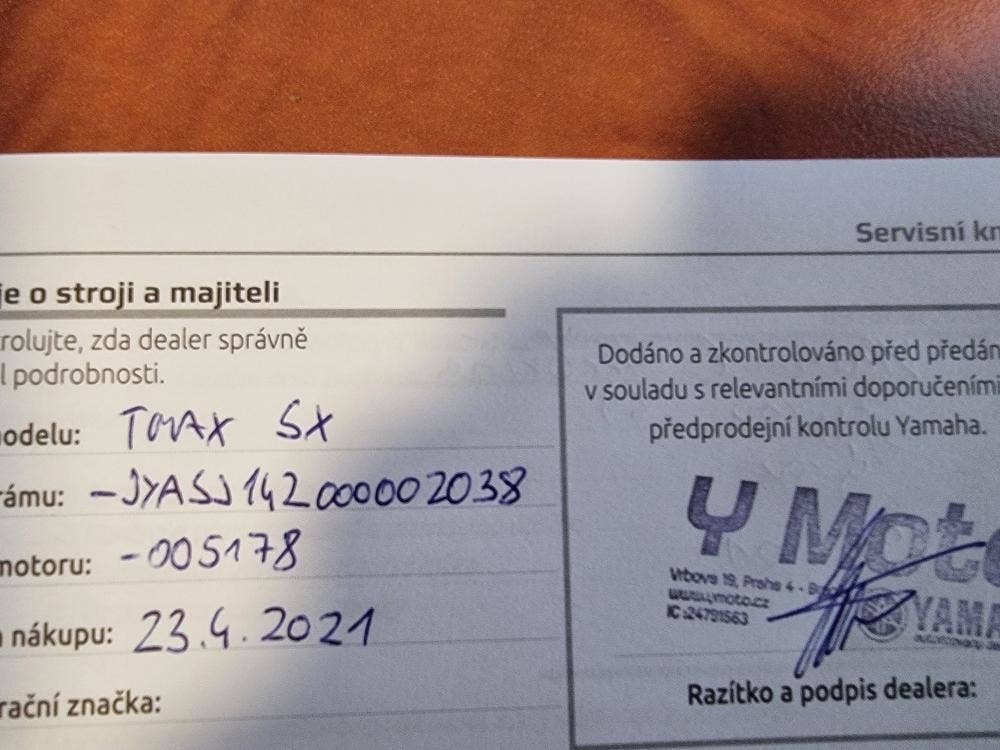 Servisní kn
je o stroji a majiteli
rolujte, zda dealer správně
l podrobnosti.
modelu: TMAX SX
rámu: -JYASJ142000002038
motoru: -005178
nákupu: 23.4.2021
rační značka:
Dodáno a zkontrolováno před předán
v souladu s relevantními doporučeními
předprodejní kontrolu Yamaha.
Y Moto
Vrbova 19, Praha 4 -
www.ymoto.cz
IČ :24791563
YAMA
Razítko a podpis dealera: